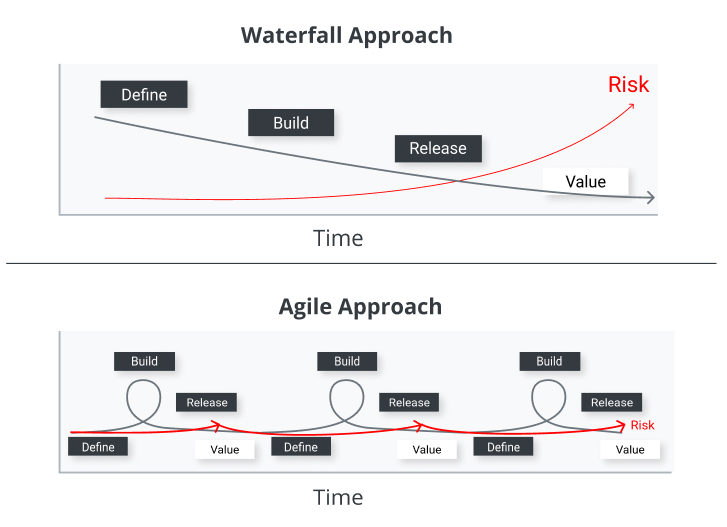 Waterfall Approach
Risk
Define
Build
Release
Value
Time
Agile Approach
Build
Build
Build
Release
Release
Release
Risk
Define
Value
Define
Value
Define
Value
Time